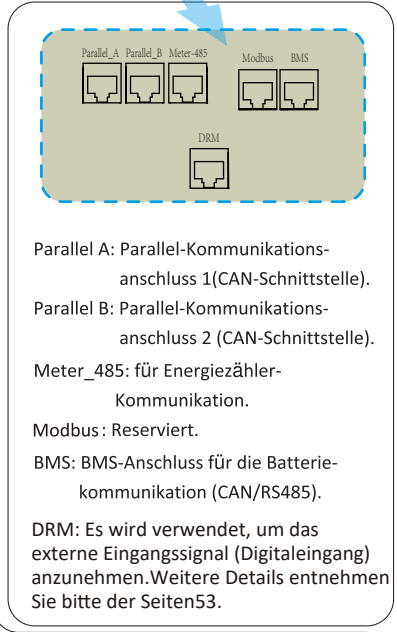 Parallel_A Parallel_B Meter-485 Modbus BMS
DRM
Parallel A: Parallel-Kommunikations-
anschluss 1(CAN-Schnittstelle).
Parallel B: Parallel-Kommunikations-
anschluss 2 (CAN-Schnittstelle).
Meter_485: für Energiezähler-
Kommunikation.
Modbus: Reserviert.
BMS: BMS-Anschluss für die Batterie-
kommunikation (CAN/RS485).
DRM: Es wird verwendet, um das
externe Eingangssignal (Digitaleingang)
anzunehmen.Weitere Details entnehmen
Sie bitte der Seiten53.